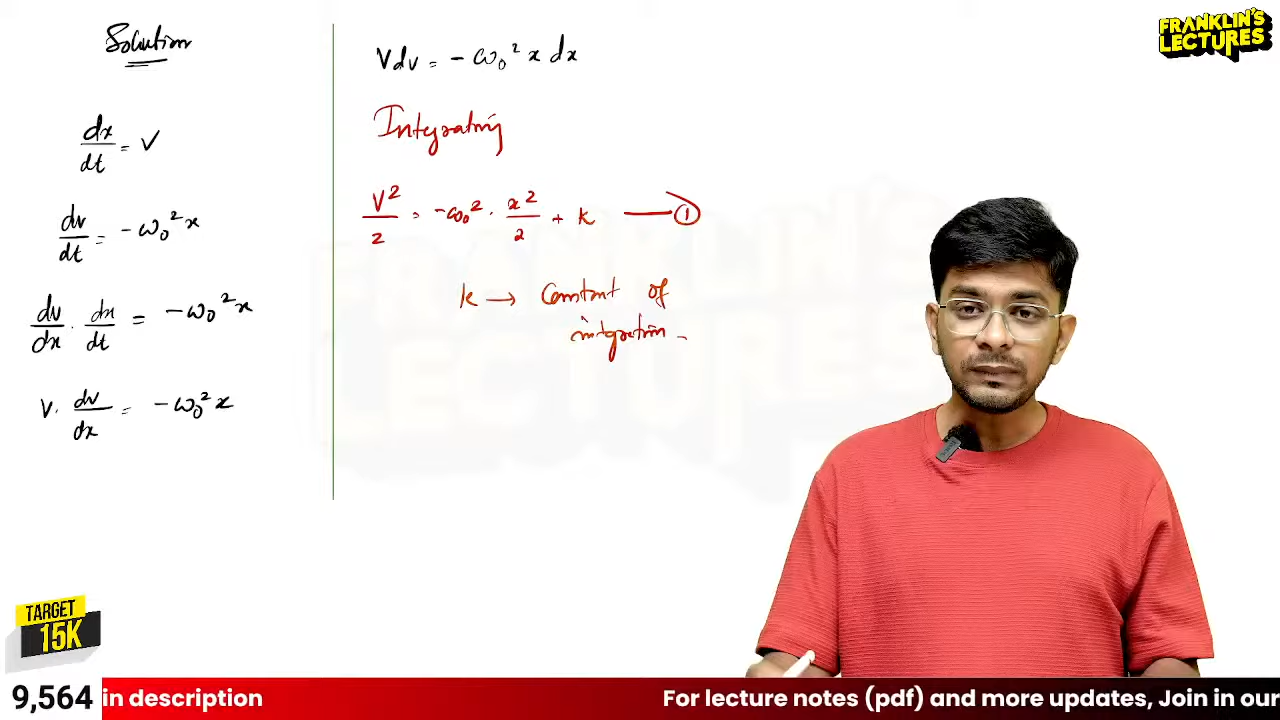 Solution
dx/dt = V
dv/dt = -ω₀²x
dv/dx · dx/dt = -ω₀²x
V · dv/dx = -ω₀²x
Vdv = -ω₀²x dx
Integrating
V²/2 = -ω₀² · x²/2 + k —①
k → Constant of
integration -
FRANKLIN'S
LECTURES
FRANKLIN'S
LECTURES
TARGET
15K
9,564
in description
For lecture notes (pdf) and more updates, Join in our